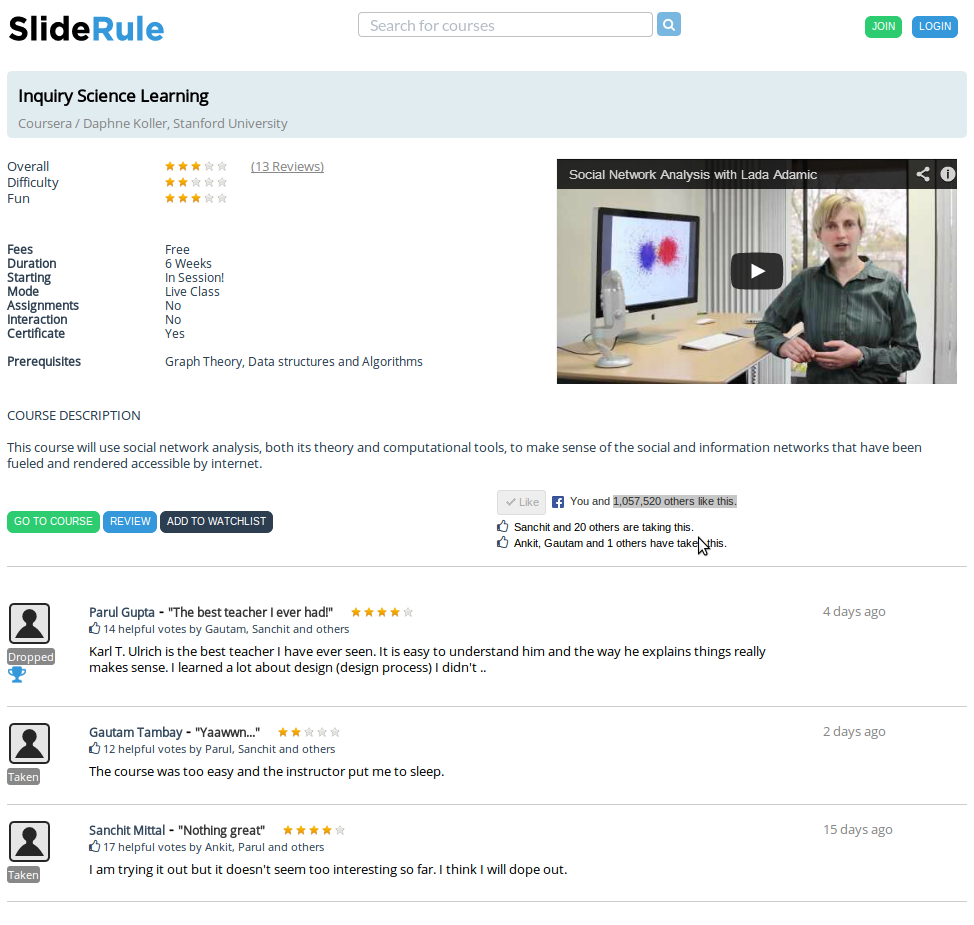 SlideRule
Search for courses
JOIN
LOGIN
Inquiry Science Learning
Coursera / Daphne Koller, Stanford University
Overall (13 Reviews)
Difficulty
Fun
Social Network Analysis with Lada Adamic
Fees Free
Duration 6 Weeks
Starting In Session!
Mode Live Class
Assignments No
Interaction No
Certificate Yes
Prerequisites Graph Theory, Data structures and Algorithms
COURSE DESCRIPTION
This course will use social network analysis, both its theory and computational tools, to make sense of the social and information networks that have been
fueled and rendered accessible by internet.
Like You and 1,057,520 others like this.
GO TO COURSE REVIEW ADD TO WATCHLIST
Sanchit and 20 others are taking this.
Ankit, Gautam and 1 others have taken this.
Parul Gupta - "The best teacher I ever had!" 4 days ago
14 helpful votes by Gautam, Sanchit and others
Dropped
Karl T. Ulrich is the best teacher I have ever seen. It is easy to understand him and the way he explains things really
makes sense. I learned a lot about design (design process) I didn't ..
Gautam Tambay - "Yaawwn..." 2 days ago
12 helpful votes by Parul, Sanchit and others
Taken
The course was too easy and the instructor put me to sleep.
Sanchit Mittal - "Nothing great" 15 days ago
17 helpful votes by Ankit, Parul and others
Taken
I am trying it out but it doesn't seem too interesting so far. I think I will dope out.